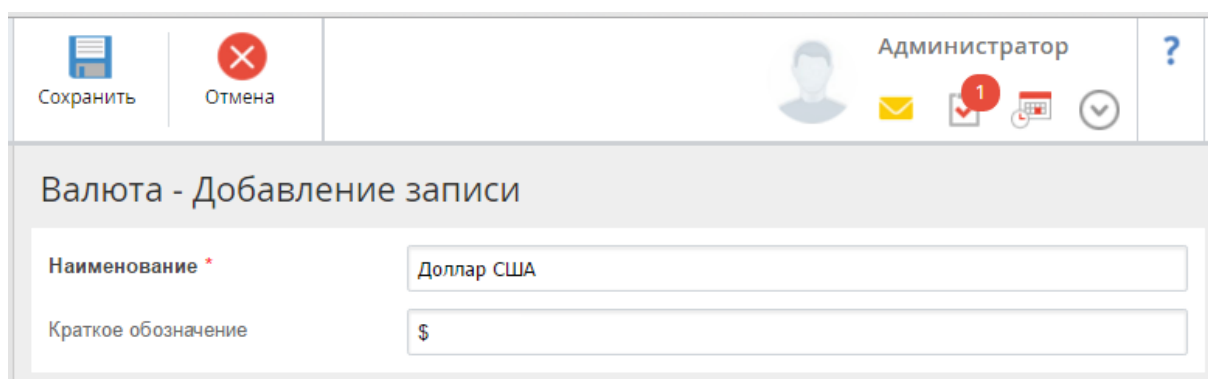 Сохранить
Отмена
Администратор
?
1
Валюта - Добавление записи
Наименование *
Доллар США
Краткое обозначение
$